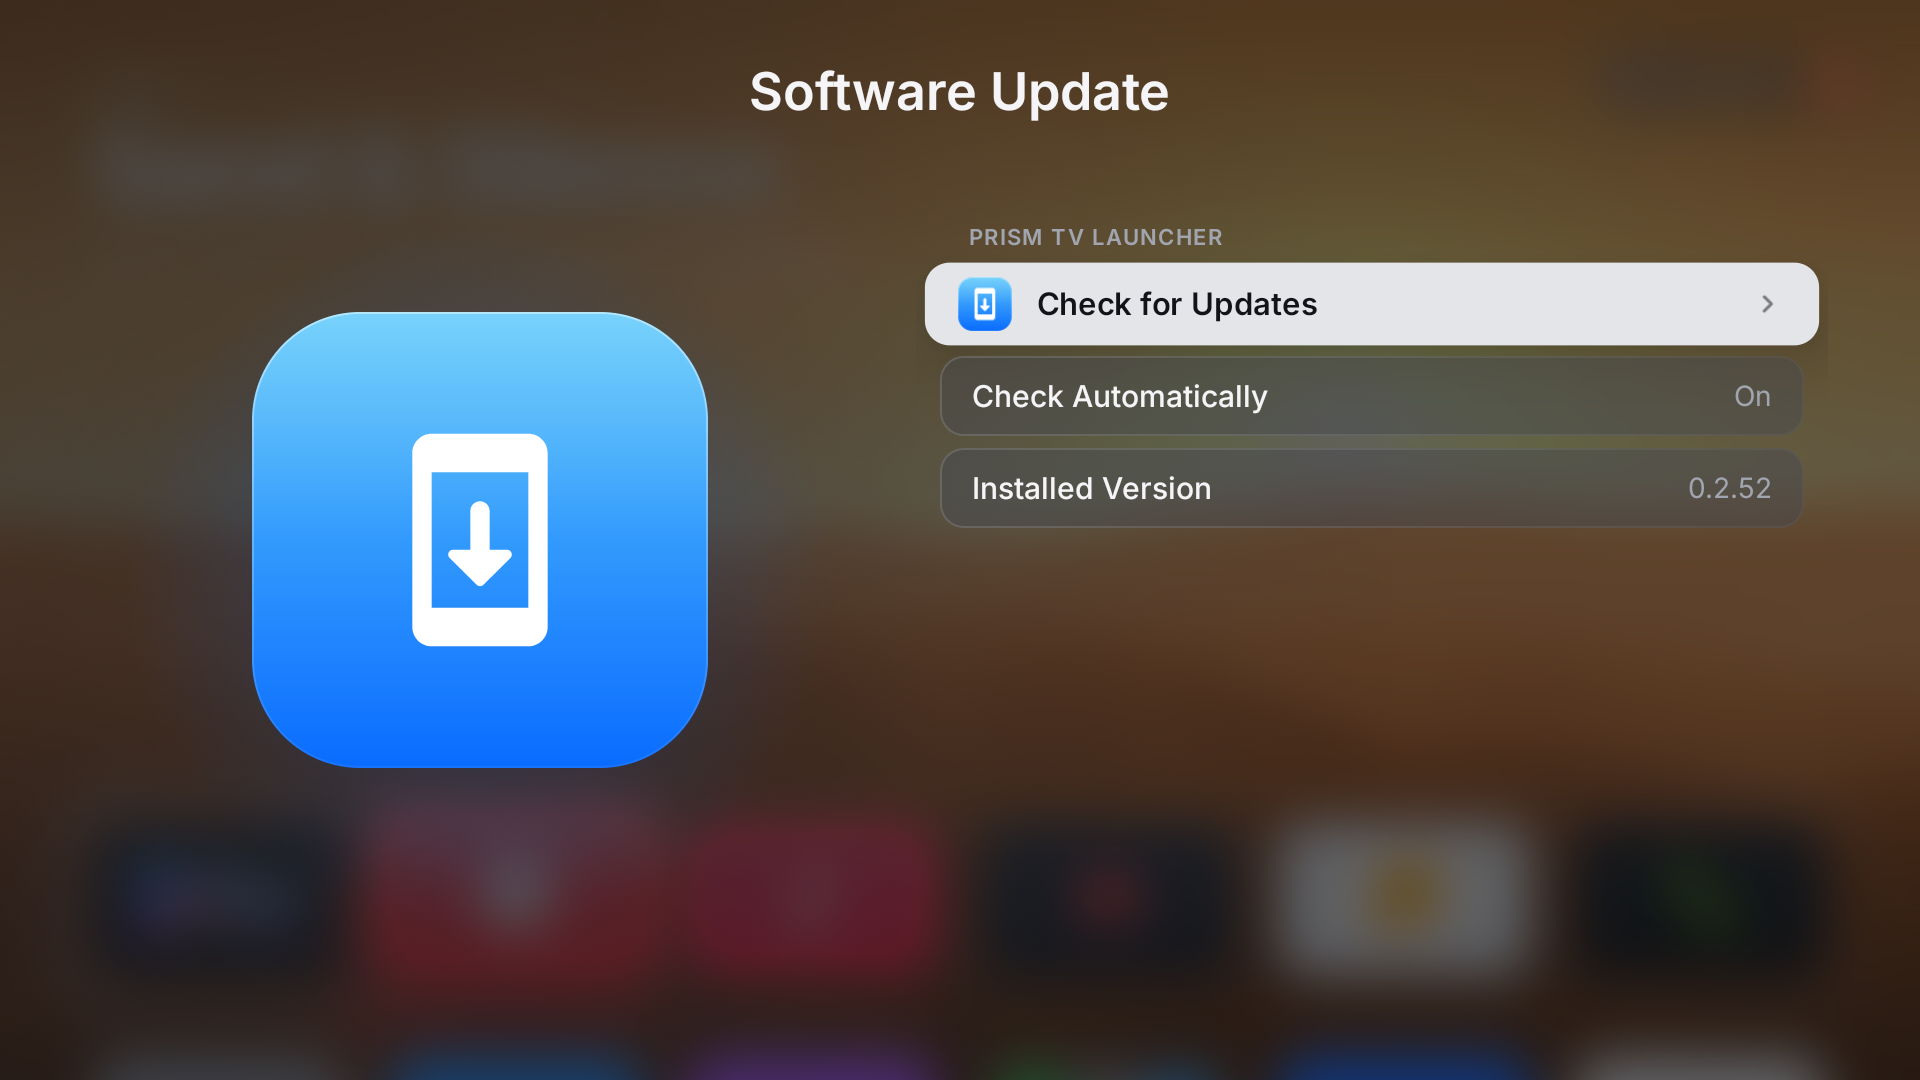 Software Update
PRISM TV LAUNCHER
Check for Updates
Check Automatically
On
Installed Version
0.2.52